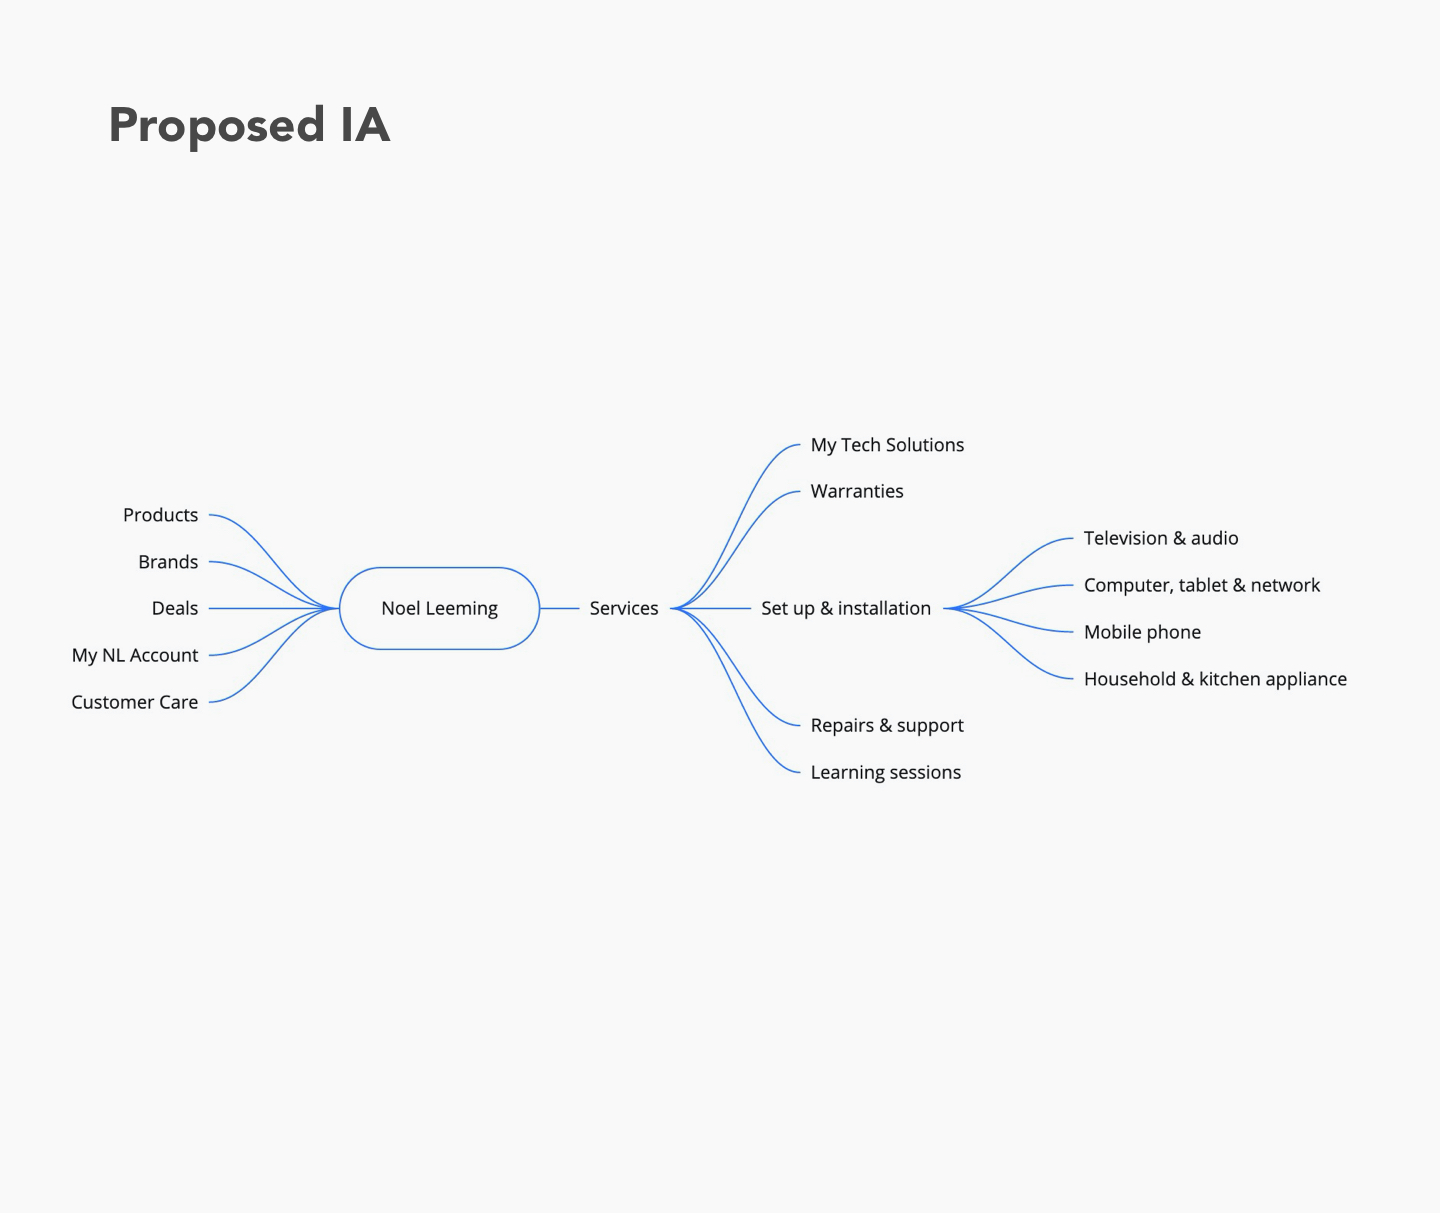 Proposed IA
Products
Brands
Deals
My NL Account
Customer Care
Noel Leeming
Services
My Tech Solutions
Warranties
Set up & installation
Television & audio
Computer, tablet & network
Mobile phone
Household & kitchen appliance
Repairs & support
Learning sessions